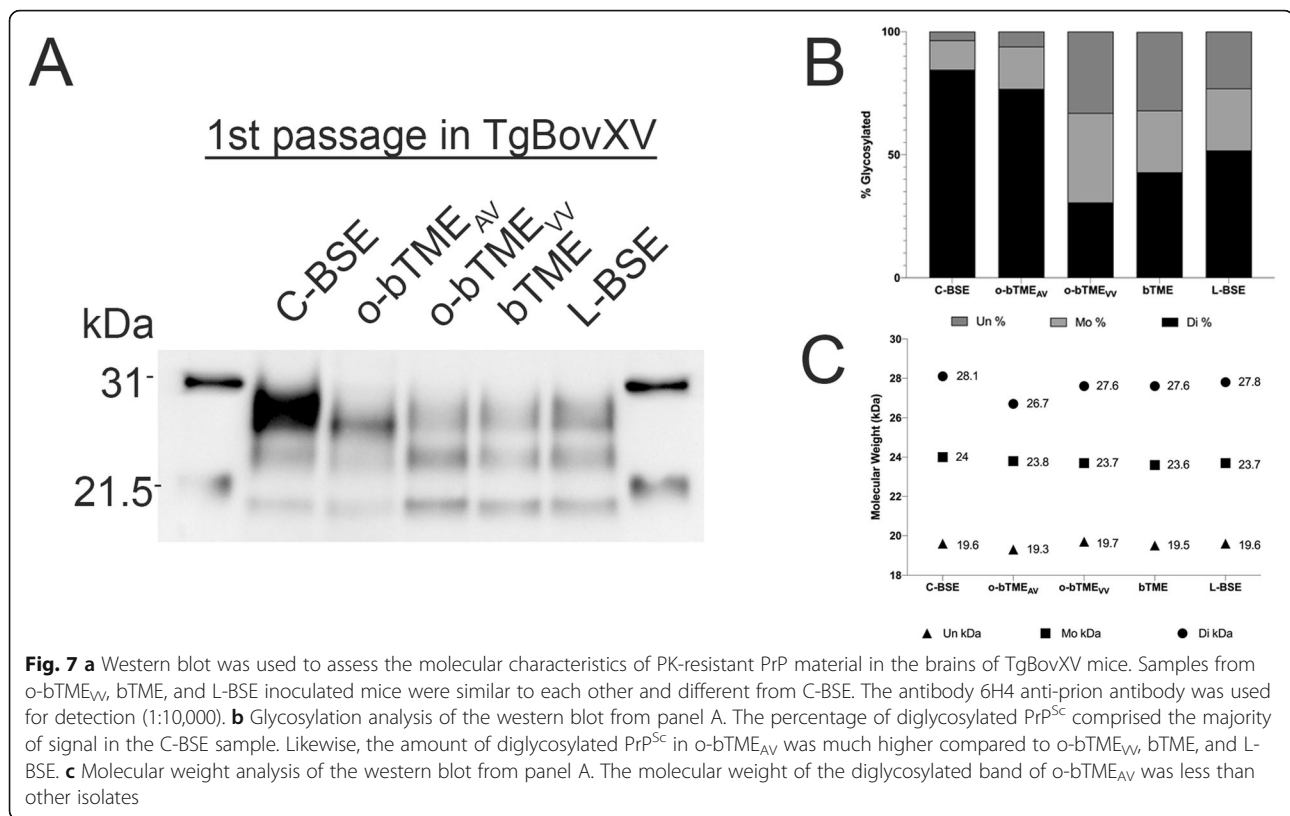 A
1st passage in TgBovXV
C-BSE
o-bTME_AV
o-bTME_VV
bTME
L-BSE
kDa
31-
21.5-
B
% Glycosylated
100
50
0
C-BSE o-bTME_AV o-bTME_VV bTME L-BSE
Un % Mo % Di %
C
Molecular Weight (kDa)
30
28
26
24
22
20
18
28.1 26.7 27.6 27.6 27.8
24 23.8 23.7 23.6 23.7
19.6 19.3 19.7 19.5 19.6
C-BSE o-bTME_AV o-bTME_VV bTME L-BSE
Un kDa Mo kDa Di kDa
Fig. 7 a Western blot was used to assess the molecular characteristics of PK-resistant PrP material in the brains of TgBovXV mice. Samples from
o-bTME_VV, bTME, and L-BSE inoculated mice were similar to each other and different from C-BSE. The antibody 6H4 anti-prion antibody was used
for detection (1:10,000). b Glycosylation analysis of the western blot from panel A. The percentage of diglycosylated PrP^Sc comprised the majority
of signal in the C-BSE sample. Likewise, the amount of diglycosylated PrP^Sc in o-bTME_AV was much higher compared to o-bTME_VV, bTME, and L-
BSE. c Molecular weight analysis of the western blot from panel A. The molecular weight of the diglycosylated band of o-bTME_AV was less than
other isolates